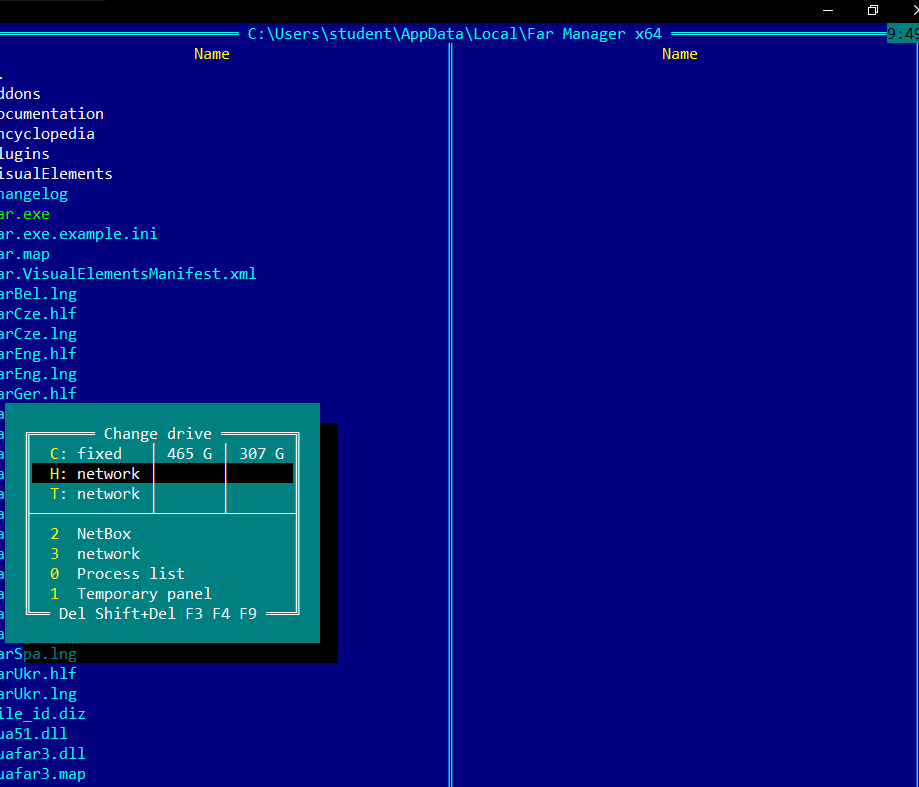 C:\Users\student\AppData\Local\Far Manager x64 9:49
Name Name
.
ddons
ocumentation
ncyclopedia
lugins
isualElements
hangelog
ar.exe
ar.exe.example.ini
ar.map
ar.VisualElementsManifest.xml
arBel.lng
arCze.hlf
arCze.lng
arEng.hlf
arEng.lng
arGer.hlf
Change drive
C: fixed 465 G 307 G
H: network
T: network
2 NetBox
3 network
0 Process list
1 Temporary panel
Del Shift+Del F3 F4 F9
arSpa.lng
arUkr.hlf
arUkr.lng
ile_id.diz
ua51.dll
uafar3.dll
uafar3.map